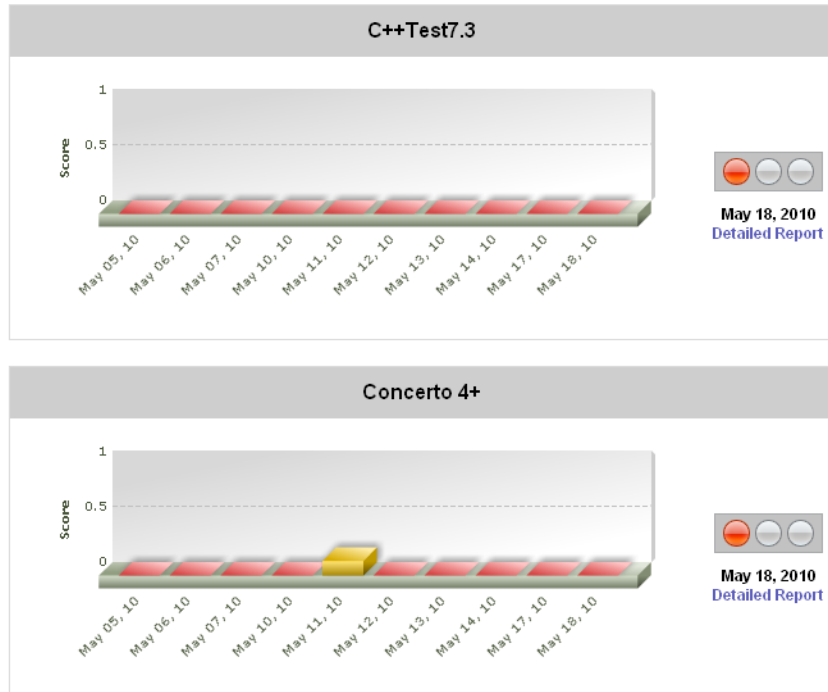 C++Test7.3
1
0.5
0
Score
May 05, 10
May 06, 10
May 07, 10
May 10, 10
May 11, 10
May 12, 10
May 13, 10
May 14, 10
May 17, 10
May 18, 10
May 18, 2010
Detailed Report
Concerto 4+
1
0.5
0
Score
May 05, 10
May 06, 10
May 07, 10
May 10, 10
May 11, 10
May 12, 10
May 13, 10
May 14, 10
May 17, 10
May 18, 10
May 18, 2010
Detailed Report